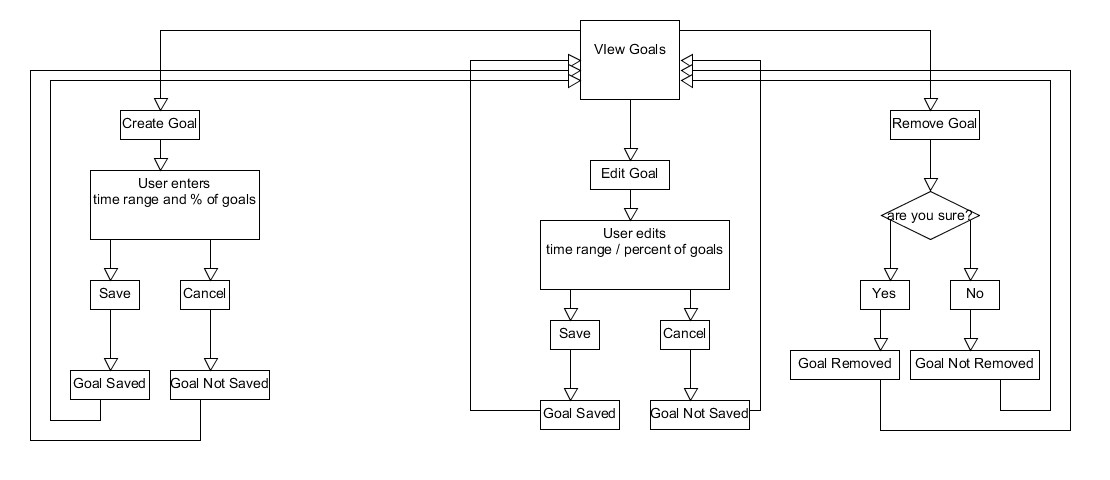 VIew Goals
Create Goal
User enters
time range and % of goals
Save
Cancel
Goal Saved
Goal Not Saved
Edit Goal
User edits
time range / percent of goals
Save
Cancel
Goal Saved
Goal Not Saved
Remove Goal
are you sure?
Yes
No
Goal Removed
Goal Not Removed